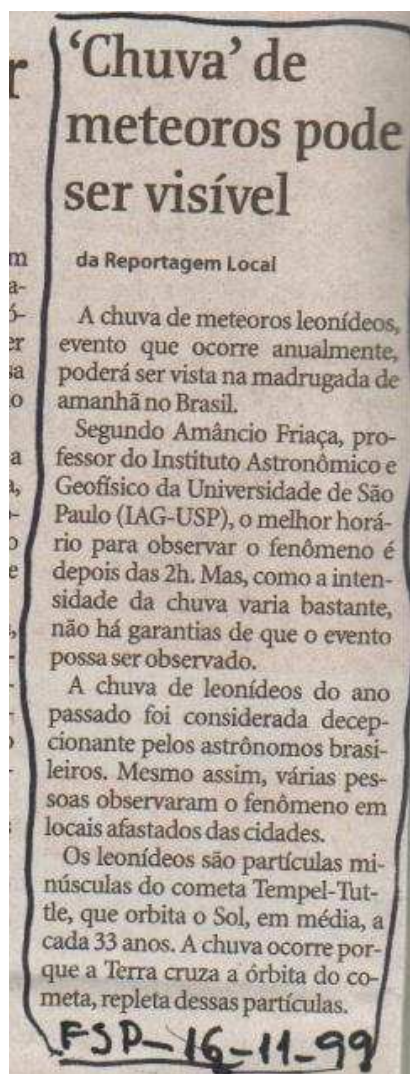 ‘Chuva’ de
meteoros pode
ser visível
da Reportagem Local
A chuva de meteoros leonídeos,
evento que ocorre anualmente,
poderá ser vista na madrugada de
amanhã no Brasil.
Segundo Amâncio Friaça, pro-
fessor do Instituto Astronômico e
Geofísico da Universidade de São
Paulo (IAG-USP), o melhor horá-
rio para observar o fenômeno é
depois das 2h. Mas, como a inten-
sidade da chuva varia bastante,
não há garantias de que o evento
possa ser observado.
A chuva de leonídeos do ano
passado foi considerada decep-
cionante pelos astrônomos brasi-
leiros. Mesmo assim, várias pes-
soas observaram o fenômeno em
locais afastados das cidades.
Os leonídeos são partículas mi-
núsculas do cometa Tempel-Tut-
tle, que orbita o Sol, em média, a
cada 33 anos. A chuva ocorre por-
que a Terra cruza a órbita do co-
meta, repleta dessas partículas.
FSP-16-11-99